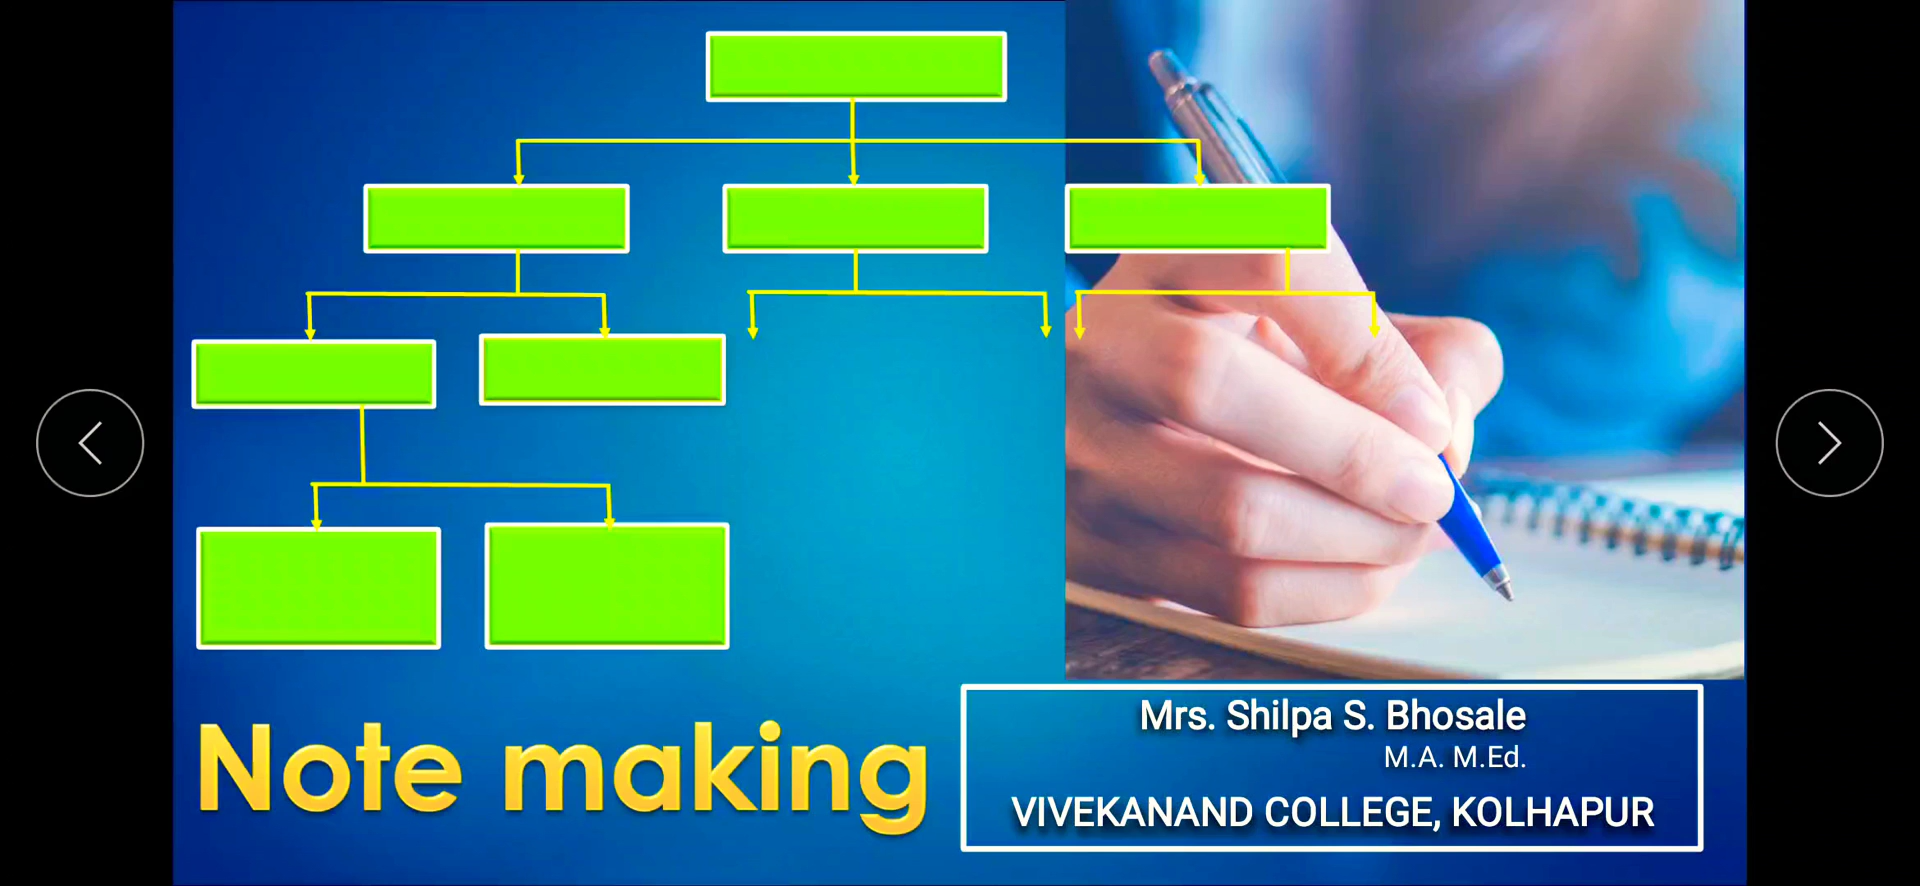 Note making
Mrs. Shilpa S. Bhosale
M.A. M.Ed.
VIVEKANAND COLLEGE, KOLHAPUR